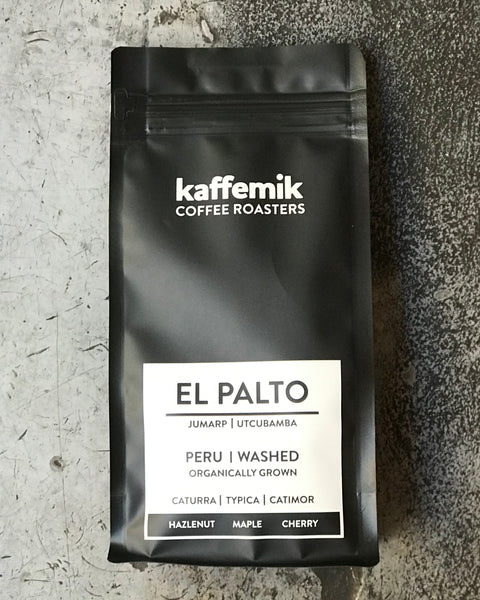 kaffemik
COFFEE ROASTERS
EL PALTO
JUMARP | UTCUBAMBA
PERU | WASHED
ORGANICALLY GROWN
CATURRA | TYPICA | CATIMOR
HAZLENUT MAPLE CHERRY